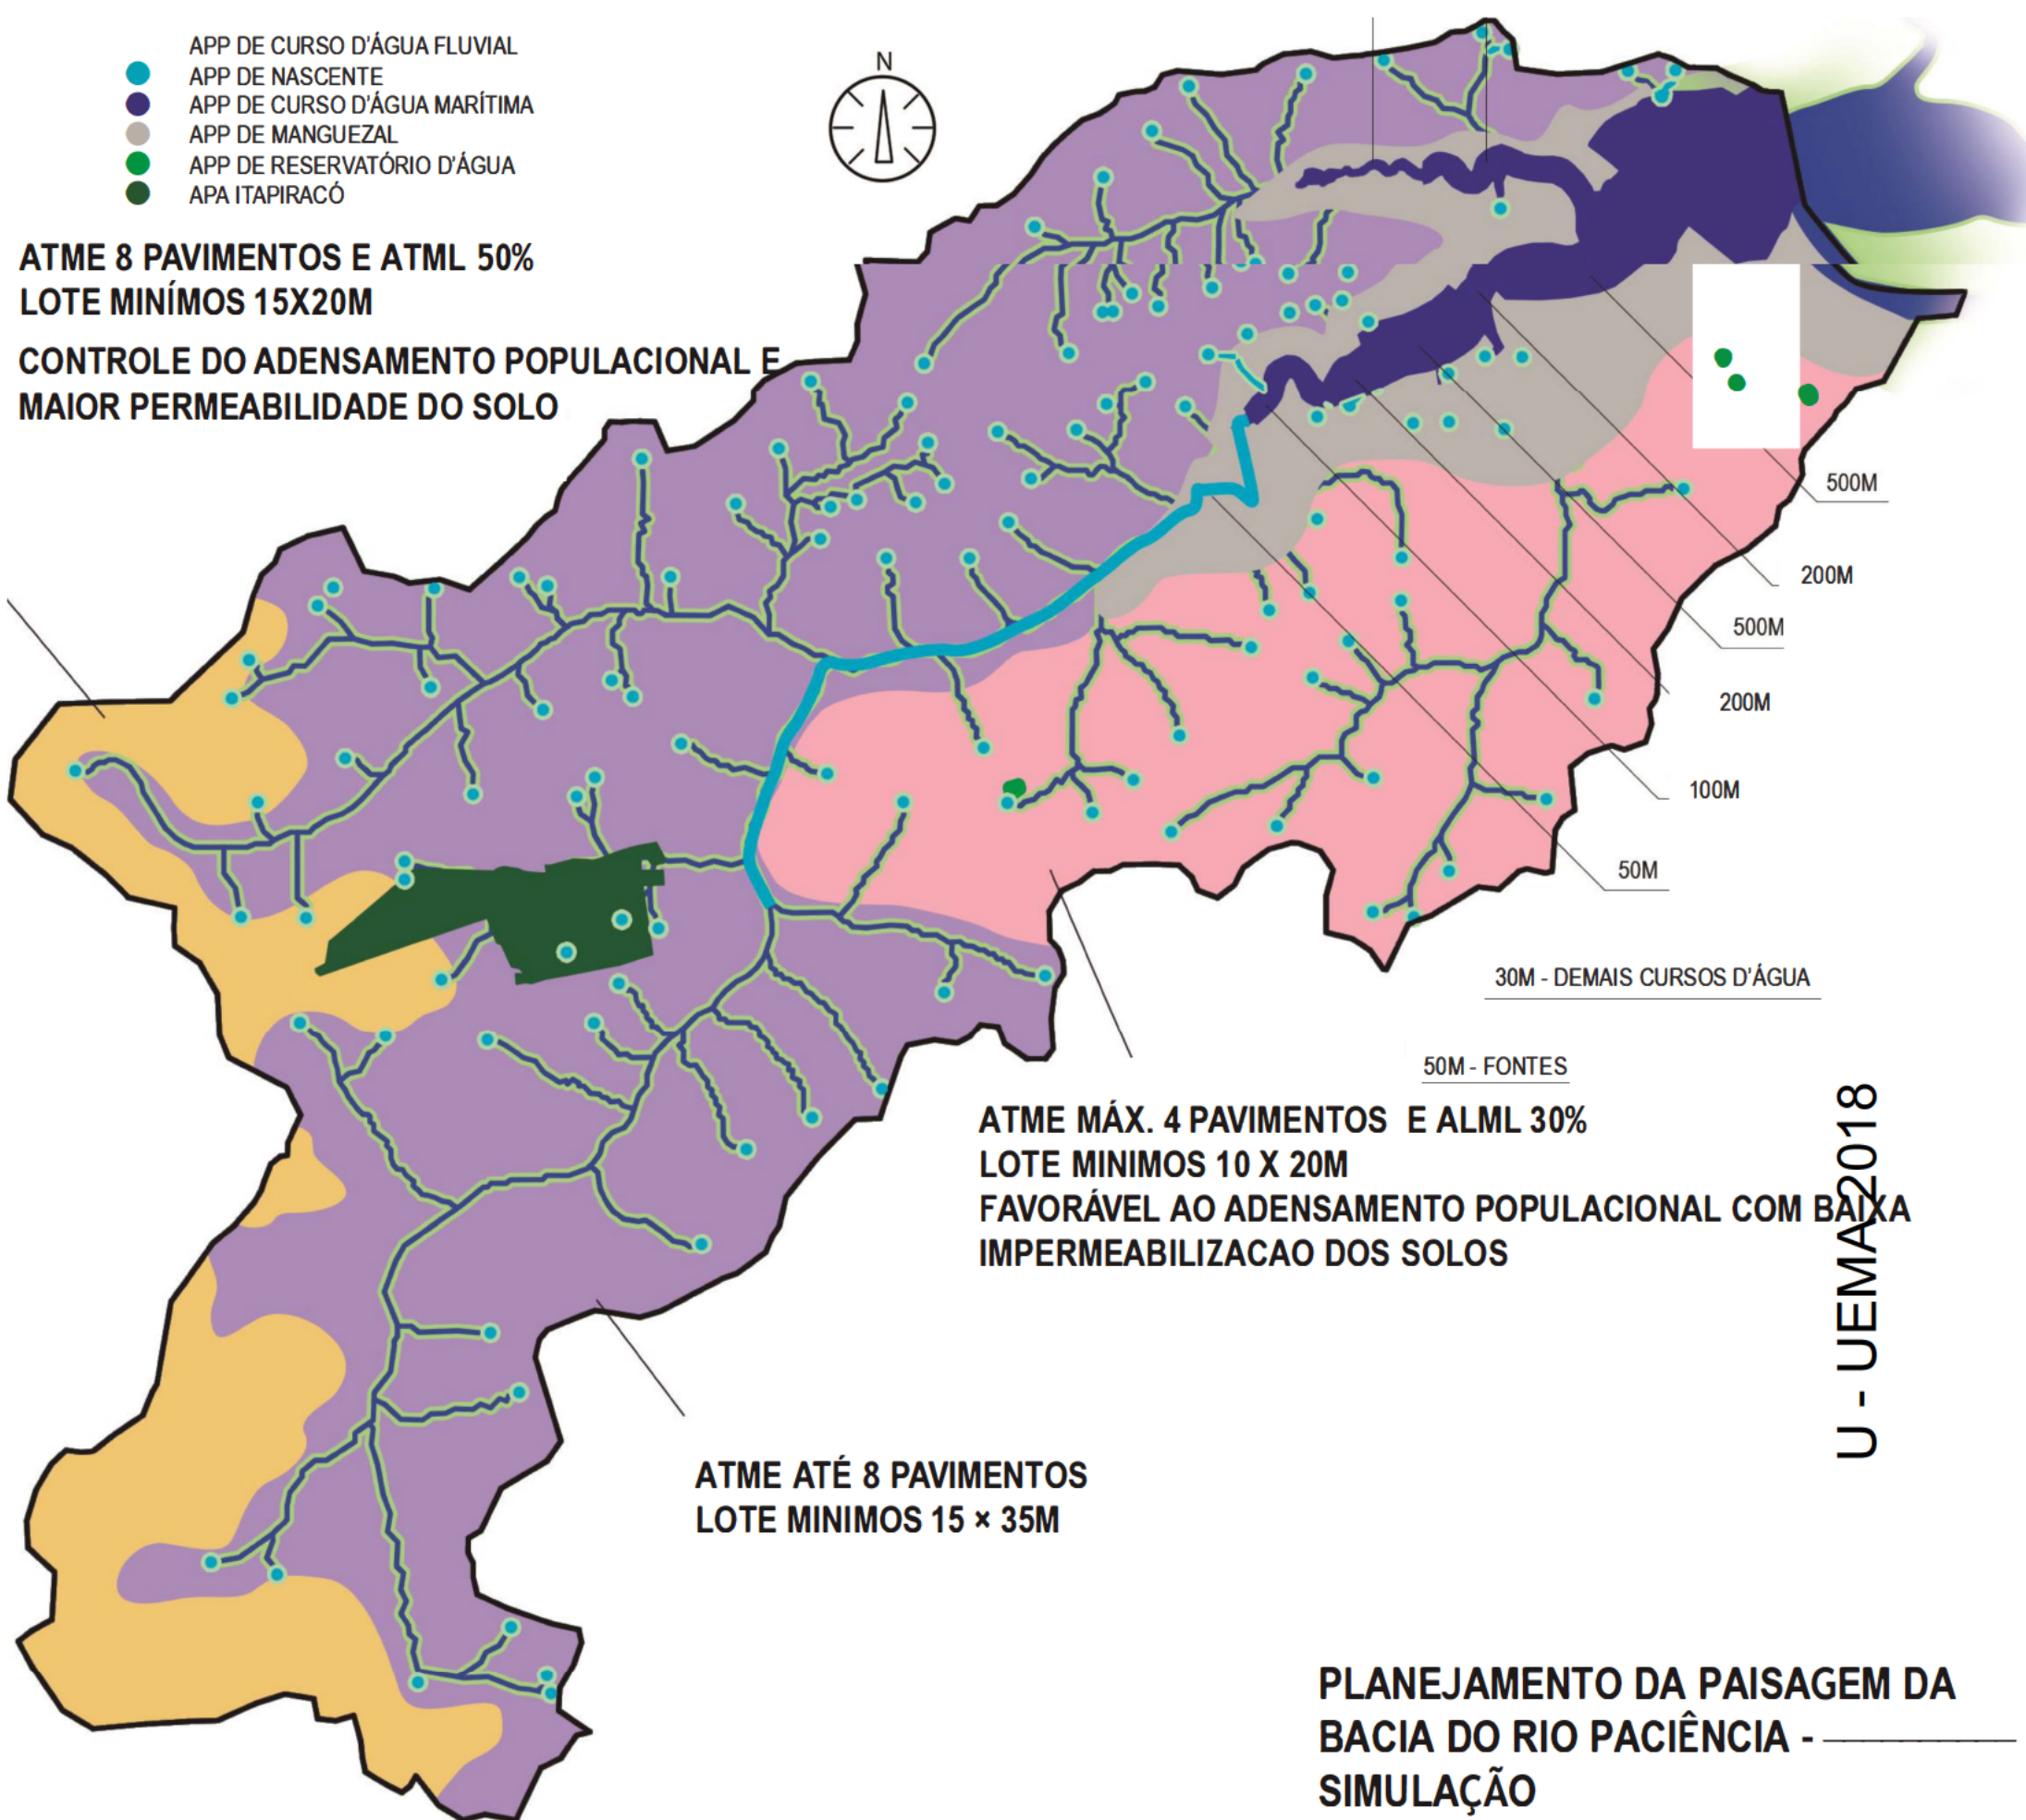 APP DE CURSO D'ÁGUA FLUVIAL
APP DE NASCENTE
APP DE CURSO D'ÁGUA MARÍTIMA
APP DE MANGUEZAL
APP DE RESERVATÓRIO D'ÁGUA
APA ITAPIRACÓ
N
ATME 8 PAVIMENTOS E ATML 50%
LOTE MINÍMOS 15X20M
CONTROLE DO ADENSAMENTO POPULACIONAL E
MAIOR PERMEABILIDADE DO SOLO
500M
200M
500M
200M
100M
50M
30M - DEMAIS CURSOS D'ÁGUA
50M - FONTES
ATME MÁX. 4 PAVIMENTOS E ALML 30%
LOTE MINIMOS 10 X 20M
FAVORÁVEL AO ADENSAMENTO POPULACIONAL COM BAIXA
IMPERMEABILIZACAO DOS SOLOS
U - UEMA 2018
ATME ATÉ 8 PAVIMENTOS
LOTE MINIMOS 15 × 35M
PLANEJAMENTO DA PAISAGEM DA
BACIA DO RIO PACIÊNCIA -
SIMULAÇÃO